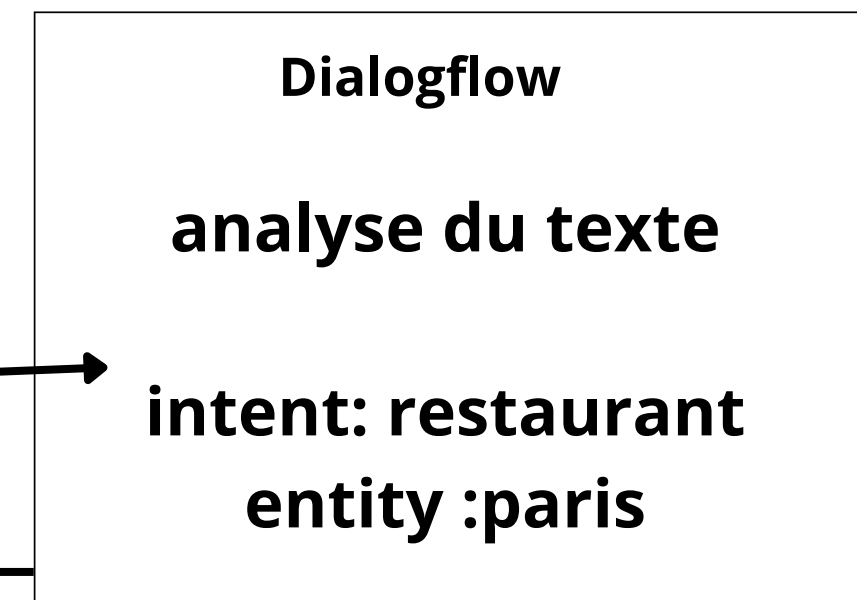 Dialogflow
analyse du texte
intent: restaurant
entity :paris